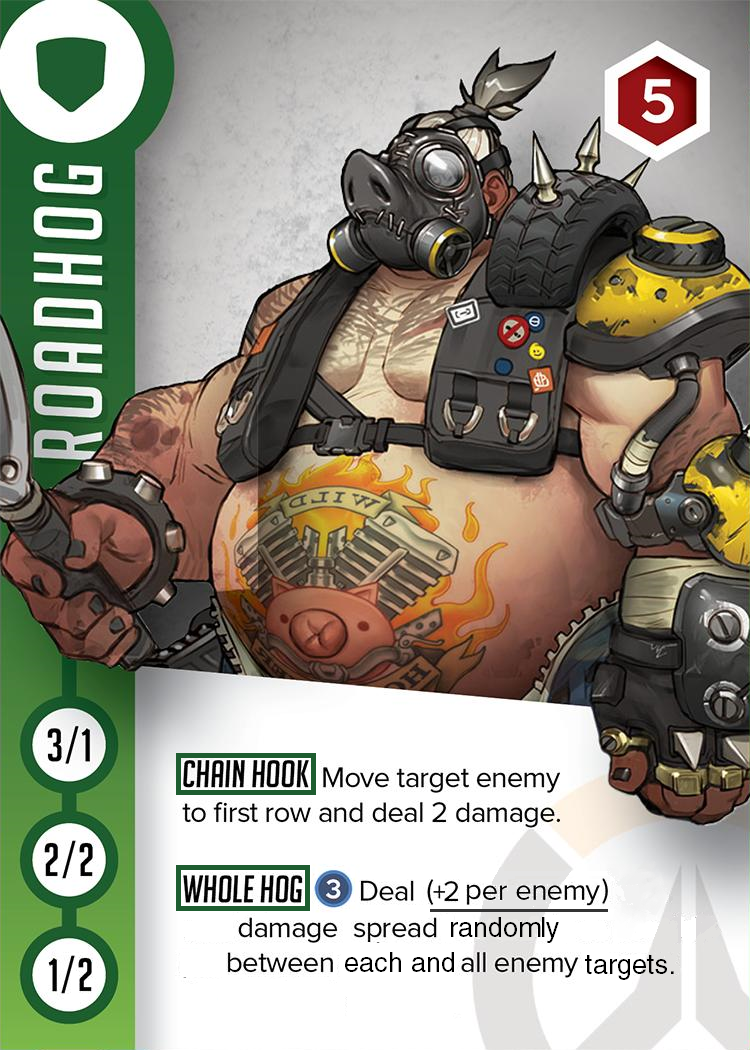 5
ROADHOG
WILD
3/1
2/2
1/2
CHAIN HOOK Move target enemy
to first row and deal 2 damage.
WHOLE HOG 3 Deal (+2 per enemy)
damage spread randomly
between each and all enemy targets.